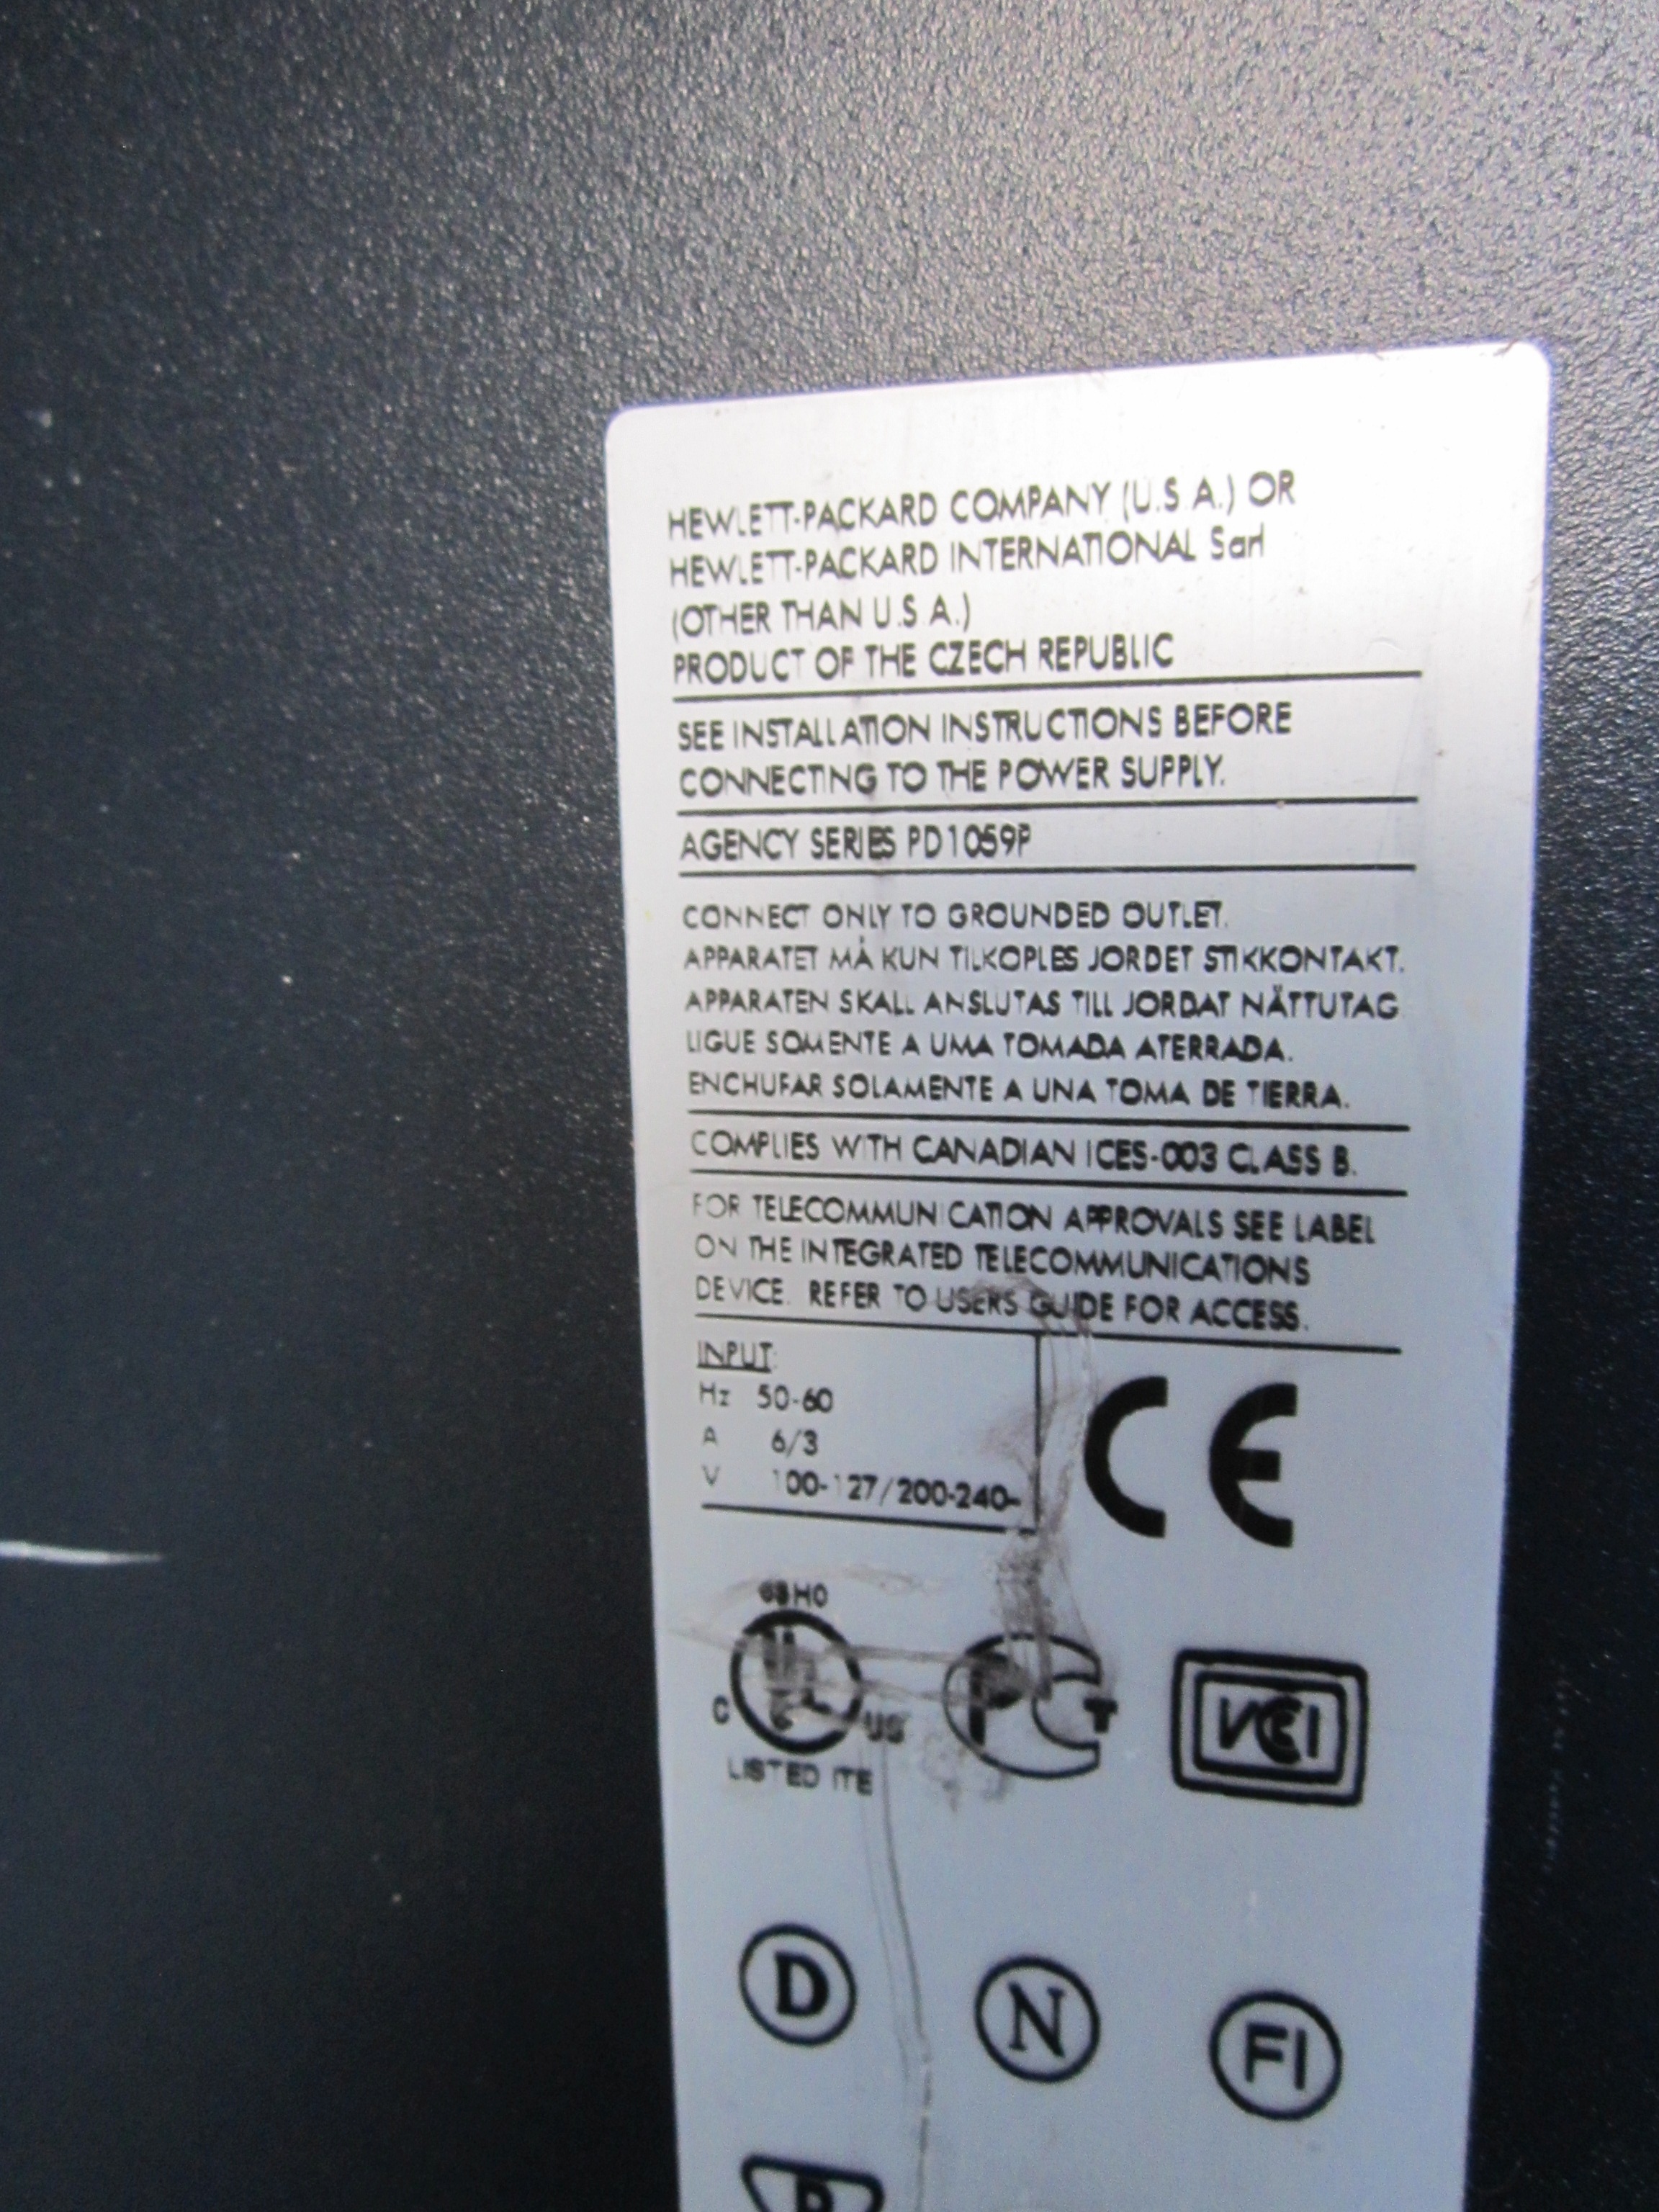 HEWLETT-PACKARD COMPANY (U.S.A.) OR
HEWLETT-PACKARD INTERNATIONAL Sarl
(OTHER THAN U.S.A.)
PRODUCT OF THE CZECH REPUBLIC
SEE INSTALLATION INSTRUCTIONS BEFORE
CONNECTING TO THE POWER SUPPLY.
AGENCY SERIES PD1059P
CONNECT ONLY TO GROUNDED OUTLET.
APPARATET MÅ KUN TILKOPLES JORDET STIKKONTAKT.
APPARATEN SKALL ANSLUTAS TILL JORDAT NÄTTUTAG
LIGUE SOMENTE A UMA TOMADA ATERRADA.
ENCHUFAR SOLAMENTE A UNA TOMA DE TIERRA.
COMPLIES WITH CANADIAN ICES-003 CLASS B.
FOR TELECOMMUNICATION APPROVALS SEE LABEL
ON THE INTEGRATED TELECOMMUNICATIONS
DEVICE. REFER TO USERS GUIDE FOR ACCESS.
INPUT:
Hz 50-60
A 6/3
V 100-127/200-240~
CE
UL
C US
LISTED ITE
PCT
VCCI
D N FI